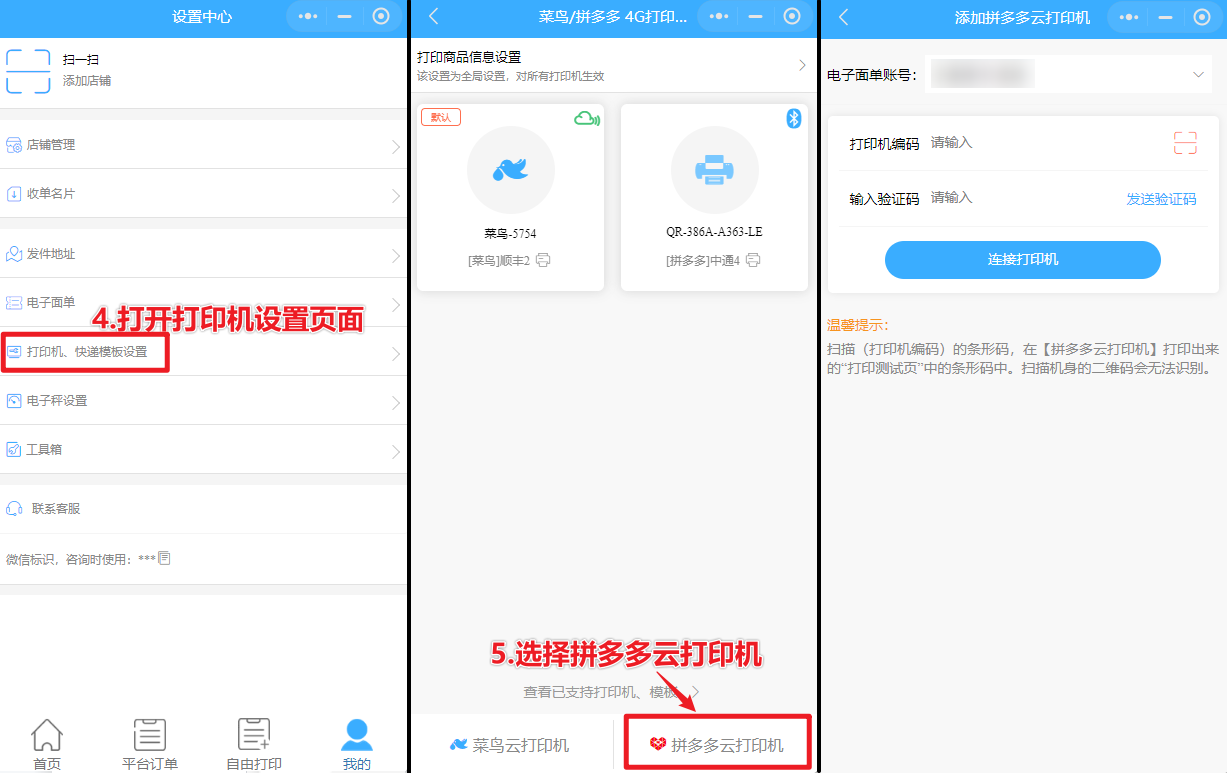 设置中心
扫一扫
添加店铺
店铺管理
收单名片
发件地址
电子面单
4.打开打印机设置页面
打印机、快递模板设置
电子秤设置
工具箱
联系客服
微信标识，咨询时使用：***
首页
平台订单
自由打印
我的
菜鸟/拼多多 4G打印...
打印商品信息设置
该设置为全局设置，对所有打印机生效
默认
菜鸟-5754
[菜鸟]顺丰2
QR-386A-A363-LE
[拼多多]中通4
5.选择拼多多云打印机
查看已支持打印机、模板
菜鸟云打印机
拼多多云打印机
添加拼多多云打印机
电子面单账号：
打印机编码 请输入
输入验证码 请输入 发送验证码
连接打印机
温馨提示：
扫描（打印机编码）的条形码，在【拼多多云打印机】打印出来
的“打印测试页”中的条形码中。扫描机身的二维码会无法识别。